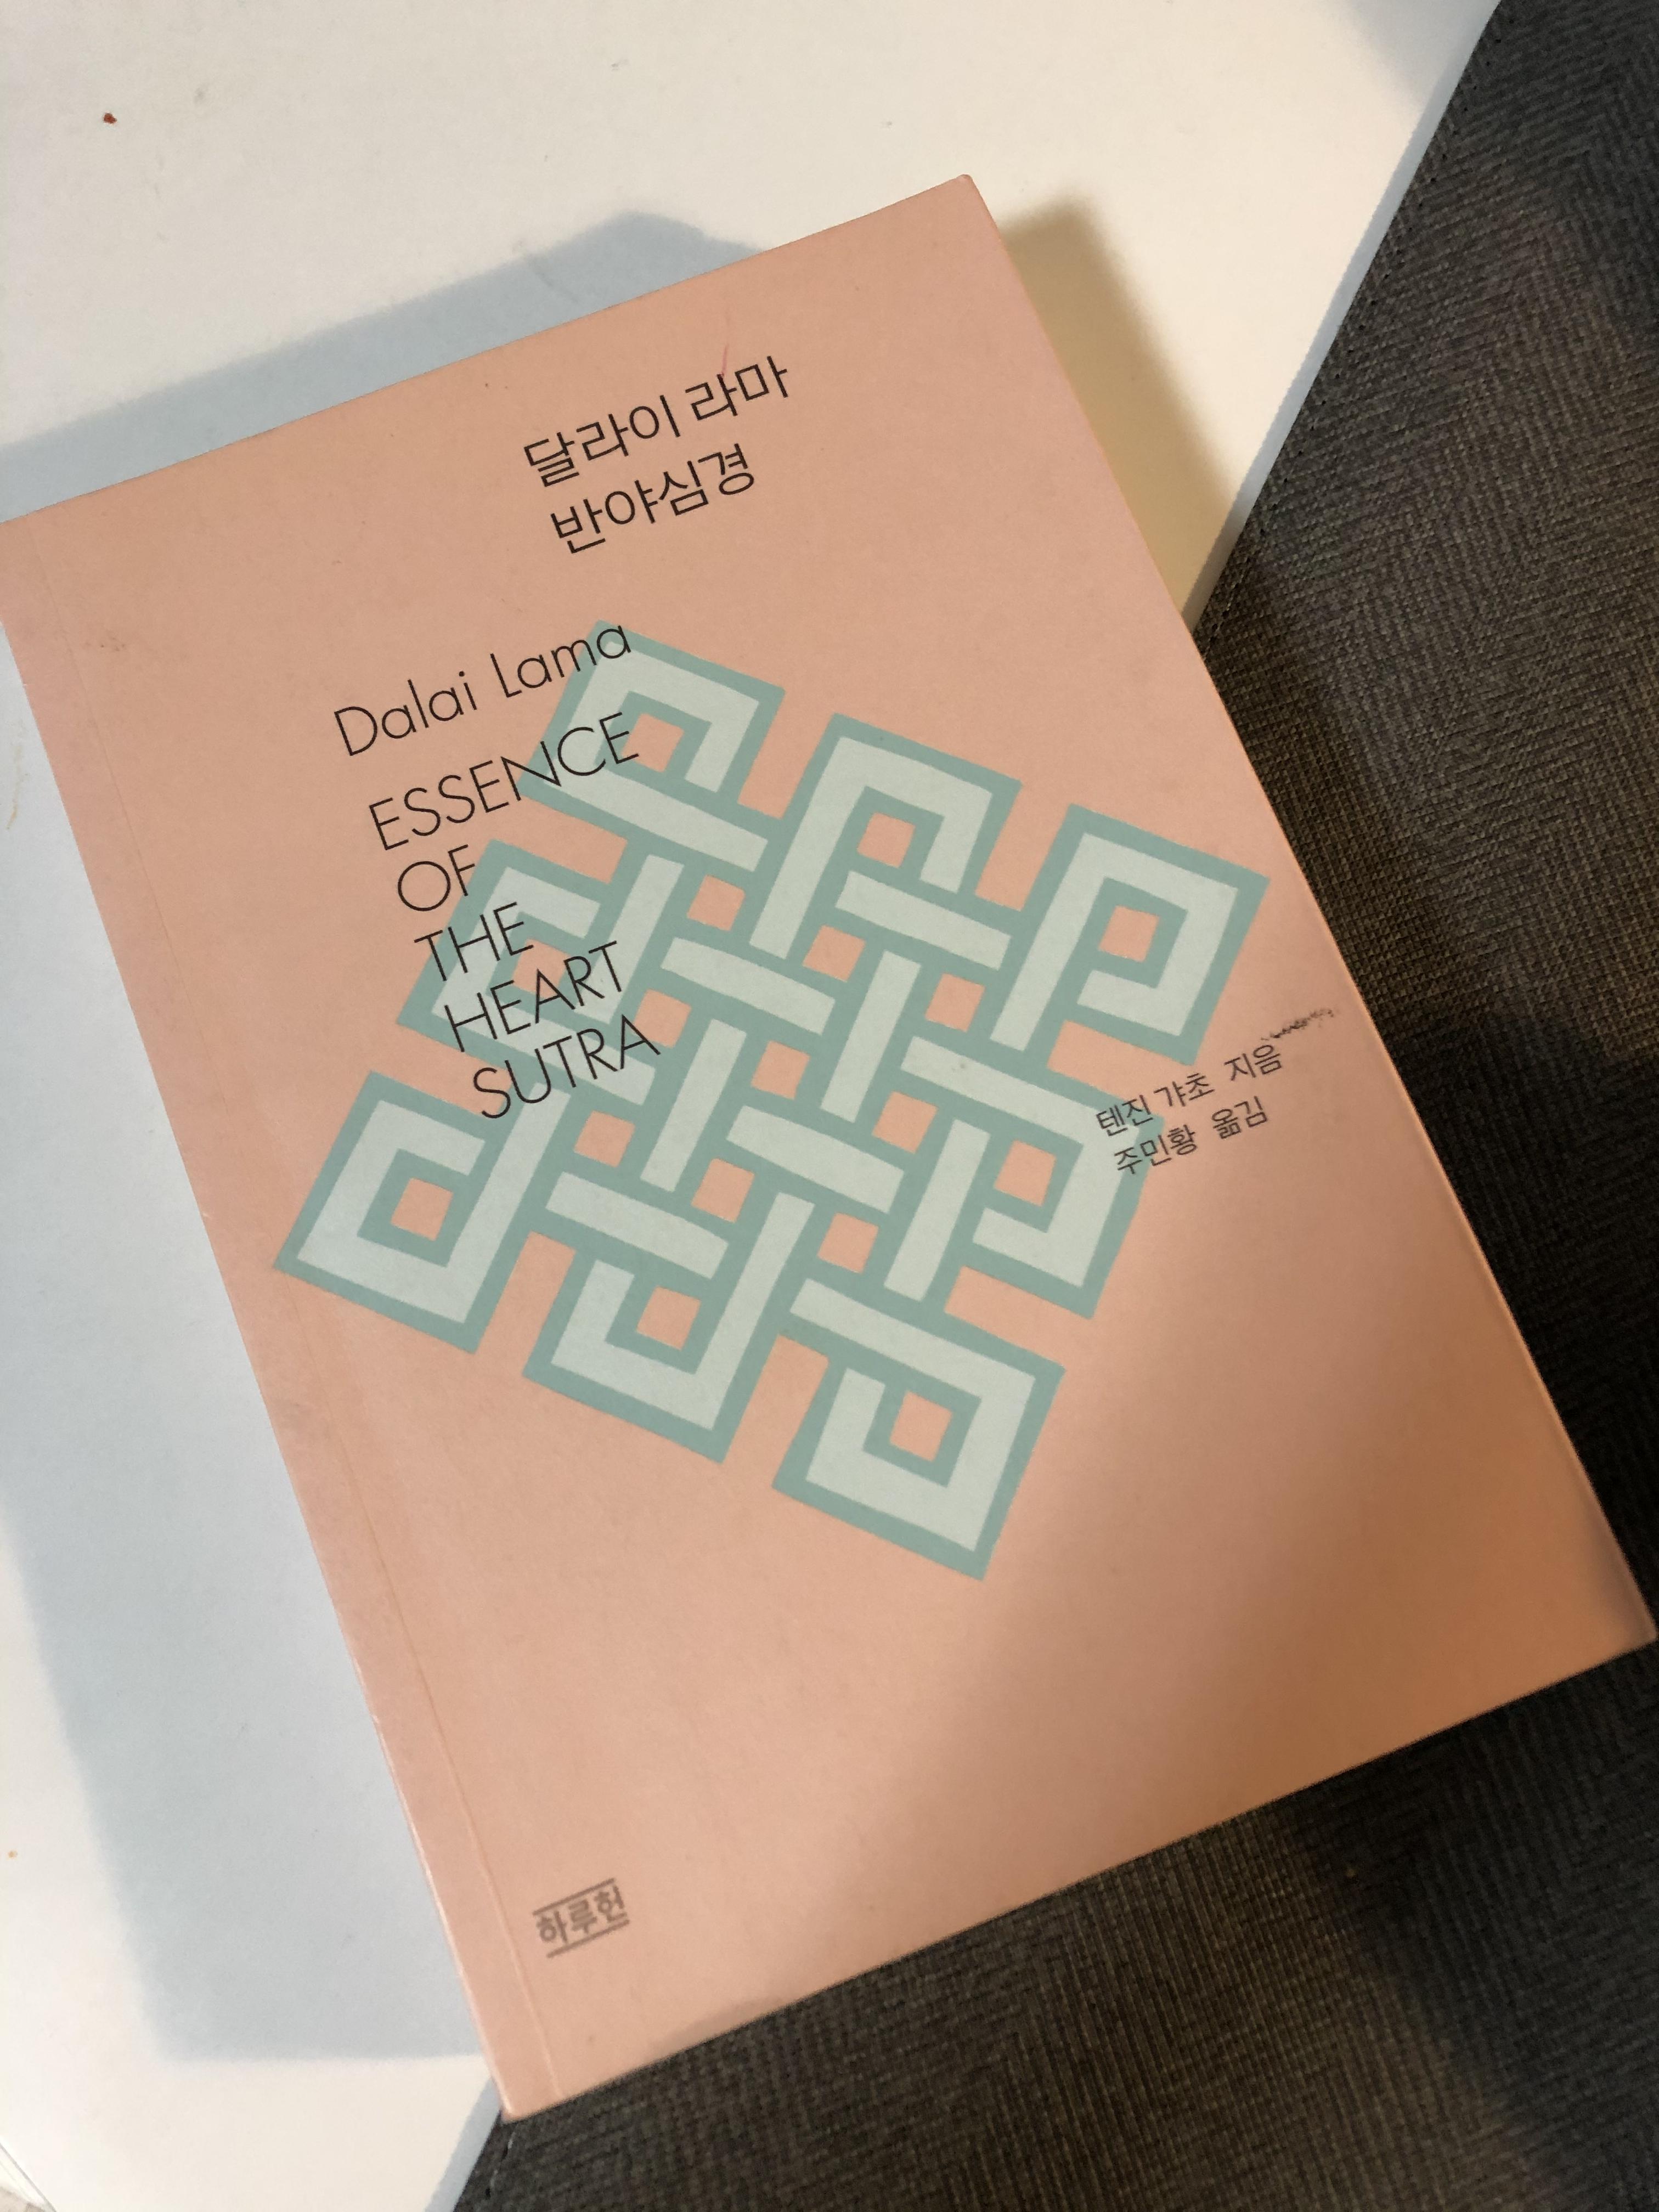 달라이 라마
반야심경
Dalai Lama
ESSENCE
OF
THE
HEART
SUTRA
텐진 갸초 지음
주민황 옮김
하루헌